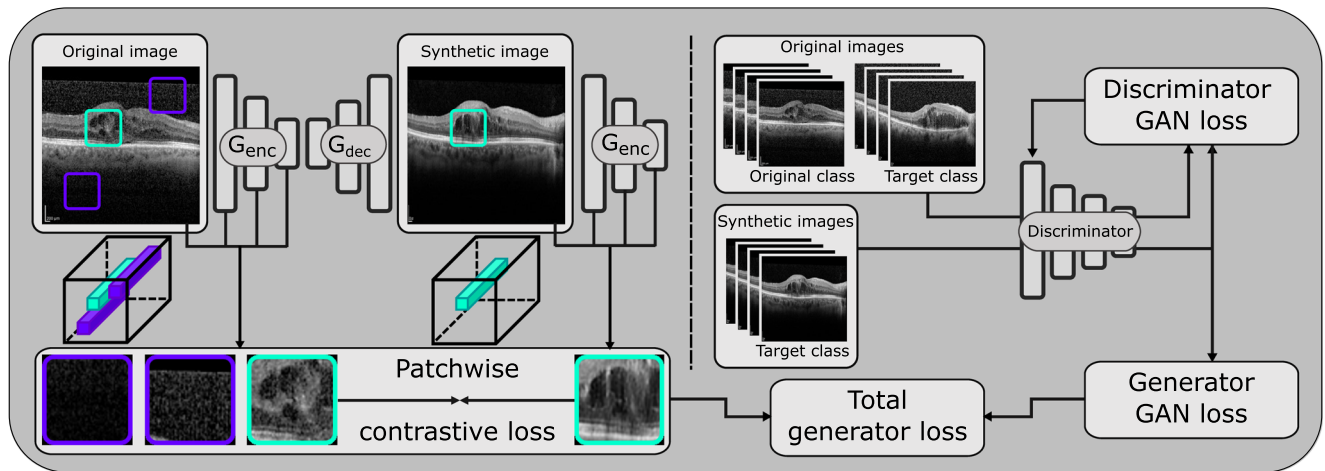 Original image
G enc
G dec
Synthetic image
G enc
Patchwise
contrastive loss
Original images
Original class
Target class
Synthetic images
Target class
Discriminator
Discriminator
GAN loss
Generator
GAN loss
Total
generator loss